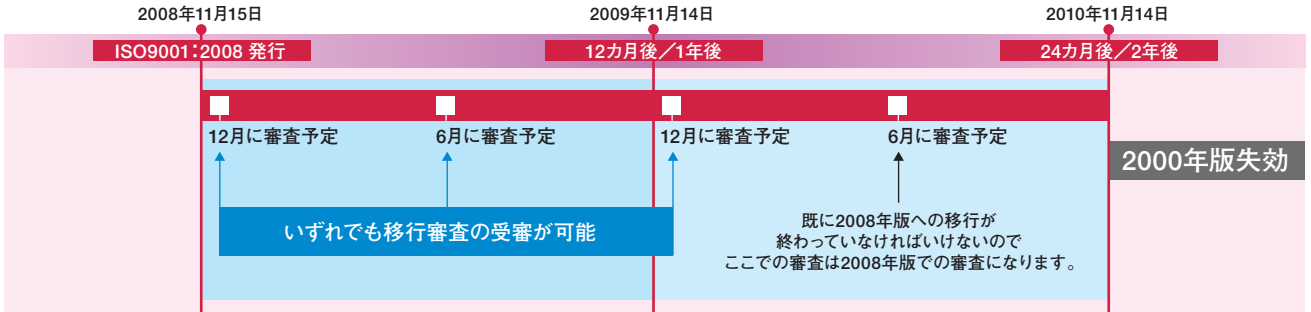 2008年11月15日
2009年11月14日
2010年11月14日
ISO9001：2008 発行
12カ月後／1年後
24カ月後／2年後
12月に審査予定
6月に審査予定
12月に審査予定
6月に審査予定
2000年版失効
いずれでも移行審査の受審が可能
既に2008年版への移行が
終わっていなければいけないので
ここでの審査は2008年版での審査になります。